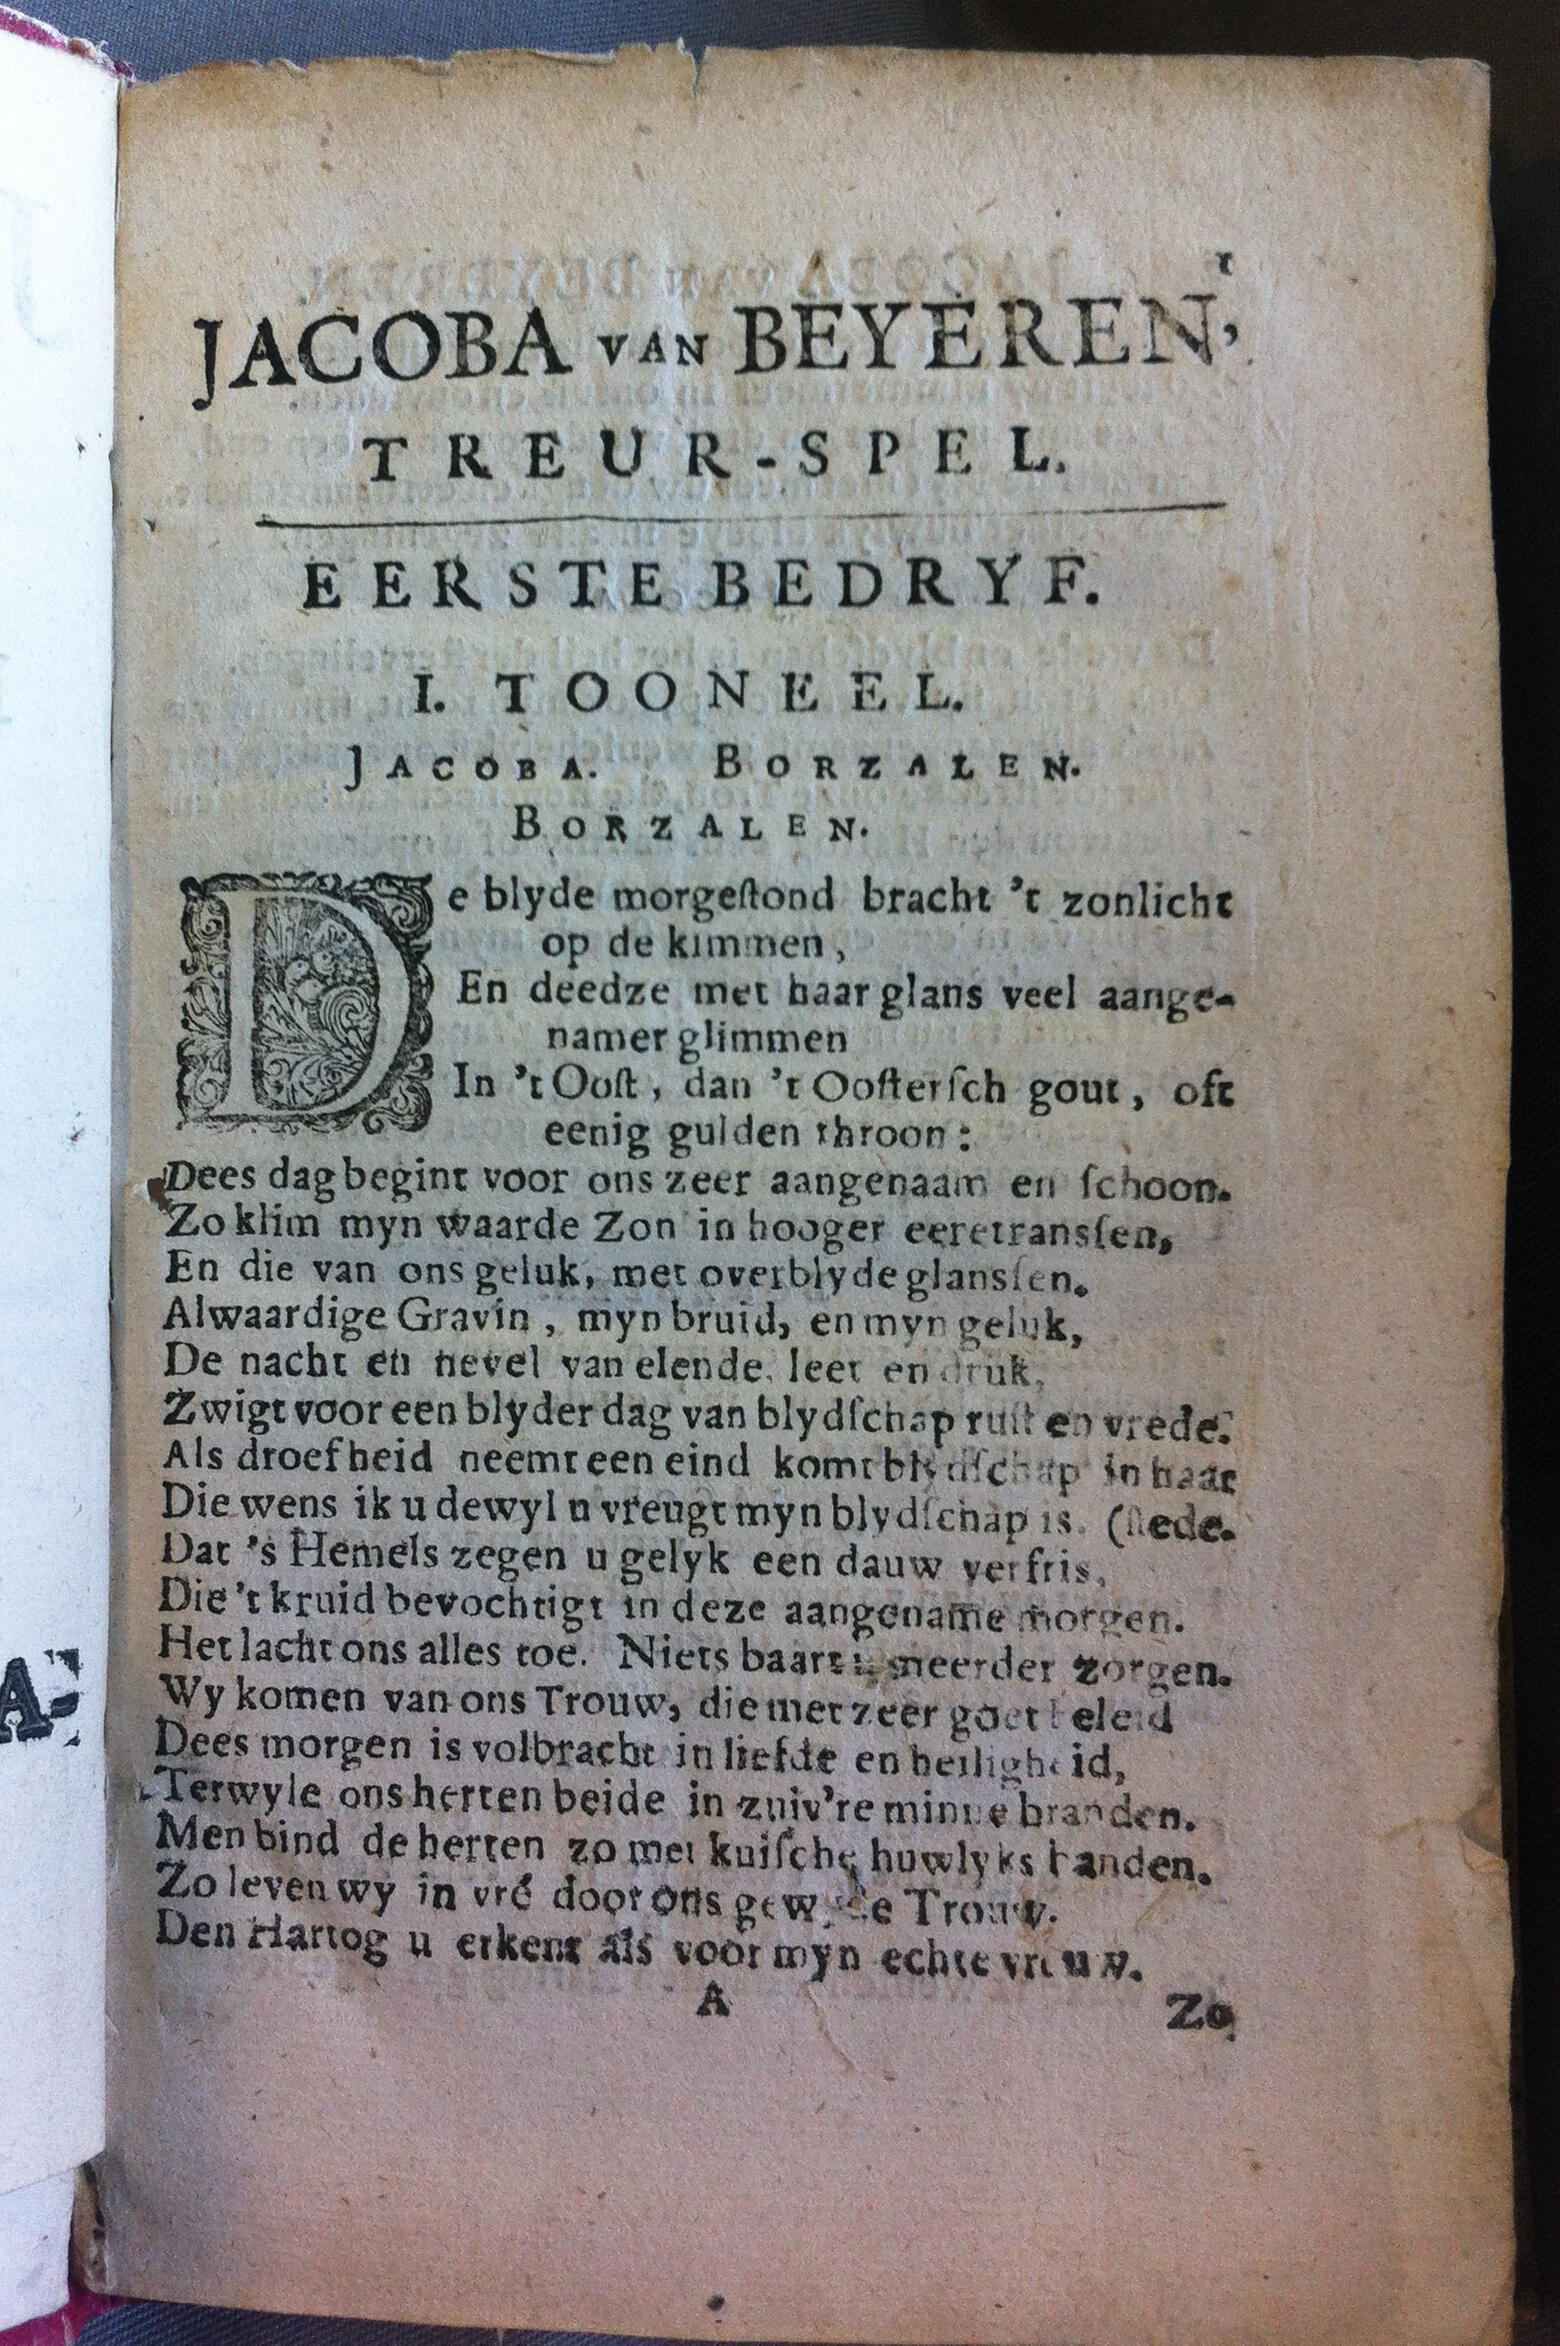 1
JACOBA VAN BEYEREN,
TREUR-SPEL.
EERSTE BEDRYF.
I. TOONEEL.
JACOBA. BORZALEN.
BORZALEN.
De blyde morgeſtond bracht 't zonlicht
op de kimmen,
En deedze met haar glans veel aange-
namer glimmen
In 't Ooſt, dan 't Ooſterſch gout, oft
eenig gulden throon:
Dees dag begint voor ons zeer aangenaam en ſchoon.
Zo klim myn waarde Zon in hooger eeretransſen,
En die van ons geluk, met overblyde glansſen.
Alwaardige Gravin, myn bruid, en myn geluk,
De nacht en nevel van elende, leet en druk,
Zwigt voor een blyder dag van blydſchap ruſt en vrede.
Als droefheid neemt een eind komt blydſchap in haar
Die wens ik u dewyl u vreugt myn blydſchap is. (ſtede.
Dat 's Hemels zegen u gelyk een dauw verfris,
Die 't kruid bevochtigt in deze aangename morgen.
Het lacht ons alles toe. Niets baart u meerder zorgen.
Wy komen van ons Trouw, die met zeer goet beleid
Dees morgen is volbracht in liefde en heiligheid,
Terwyle ons herten beide in zuiv're minne branden.
Men bind de herten zo met kuiſche huwlyks banden.
Zo leven wy in vré door ons gewyde Trouw.
Den Hartog u erkent als voor myn echte vrouw.
A
Zo
A-